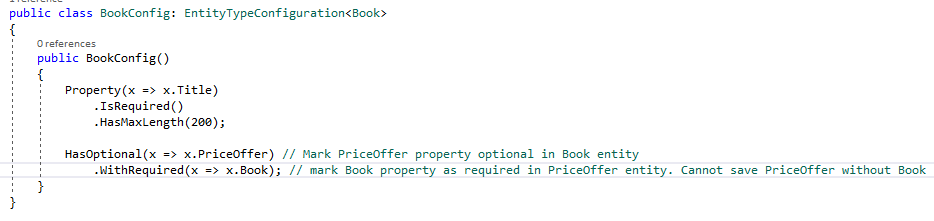 public class BookConfig: EntityTypeConfiguration<Book>
{
0 references
public BookConfig()
{
Property(x => x.Title)
.IsRequired()
.HasMaxLength(200);
HasOptional(x => x.PriceOffer) // Mark PriceOffer property optional in Book entity
.WithRequired(x => x.Book); // mark Book property as required in PriceOffer entity. Cannot save PriceOffer without Book
}
}